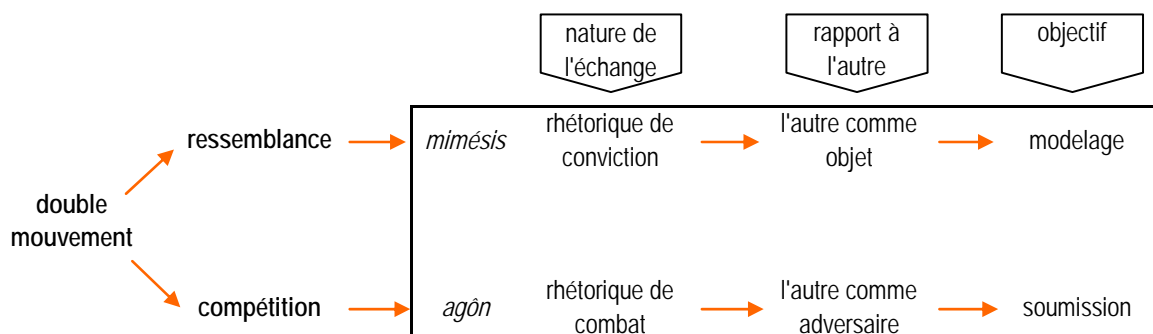 nature de
l'échange
rapport à
l'autre
objectif
ressemblance
mimésis
rhétorique de
conviction
l'autre comme
objet
modelage
double
mouvement
compétition
agôn
rhétorique de
combat
l'autre comme
adversaire
soumission